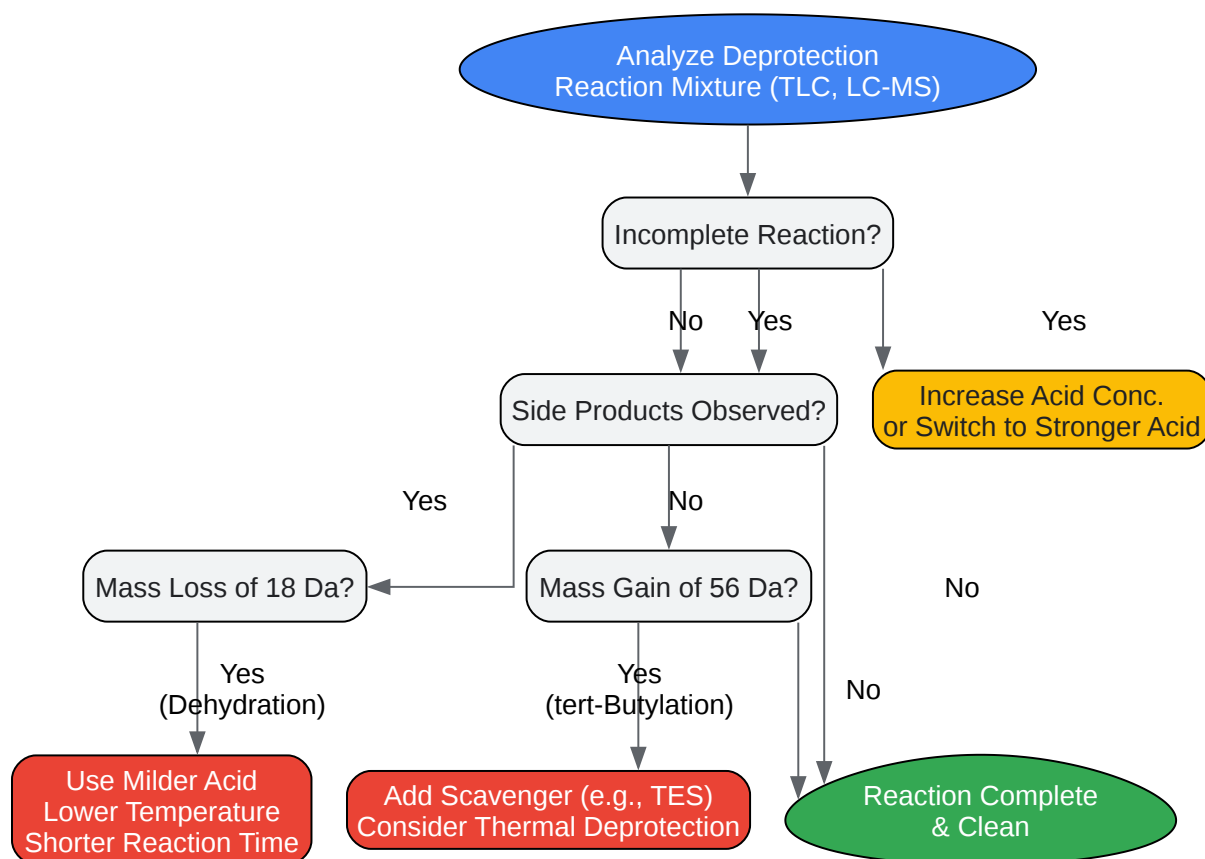 Analyze Deprotection
Reaction Mixture (TLC, LC-MS)
Incomplete Reaction?
No
Yes
Yes
Side Products Observed?
Increase Acid Conc.
or Switch to Stronger Acid
Yes
No
Mass Loss of 18 Da?
Mass Gain of 56 Da?
No
Yes
(Dehydration)
Yes
(tert-Butylation)
No
Use Milder Acid
Lower Temperature
Shorter Reaction Time
Add Scavenger (e.g., TES)
Consider Thermal Deprotection
Reaction Complete
& Clean